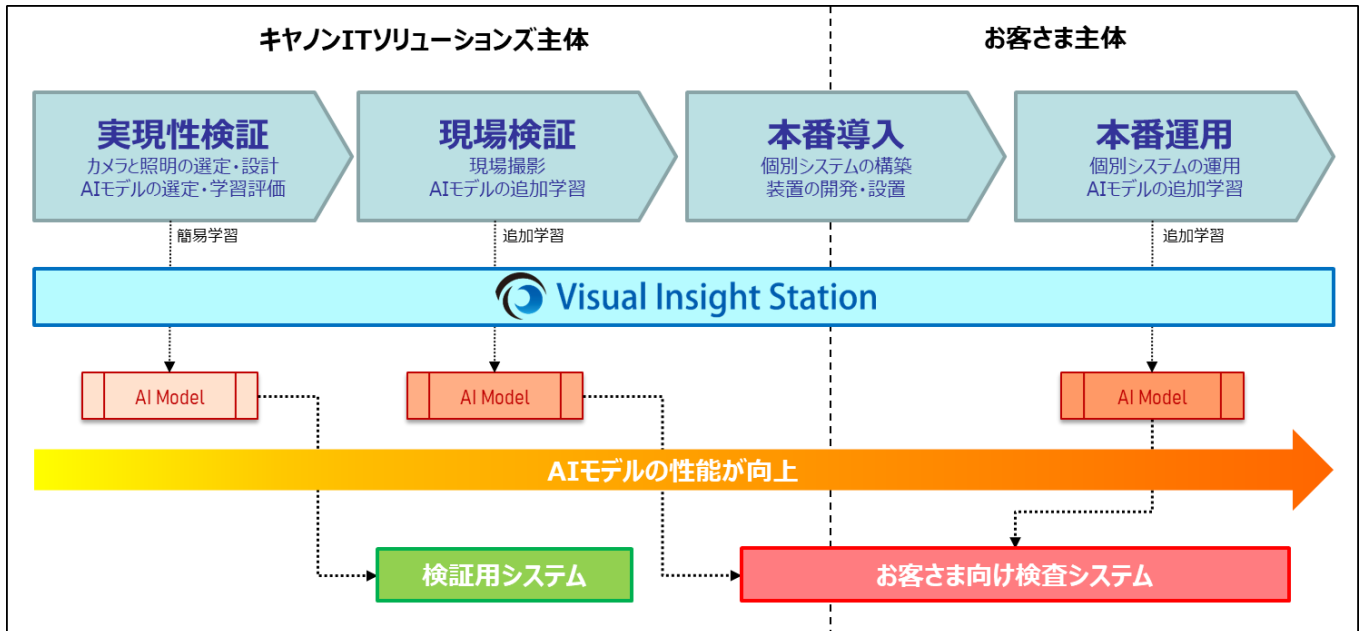 キヤノンITソリューションズ主体
お客さま主体
実現性検証
カメラと照明の選定・設計
AIモデルの選定・学習評価
現場検証
現場撮影
AIモデルの追加学習
本番導入
個別システムの構築
装置の開発・設置
本番運用
個別システムの運用
AIモデルの追加学習
簡易学習
追加学習
追加学習
Visual Insight Station
AI Model
AI Model
AI Model
AIモデルの性能が向上
検証用システム
お客さま向け検査システム